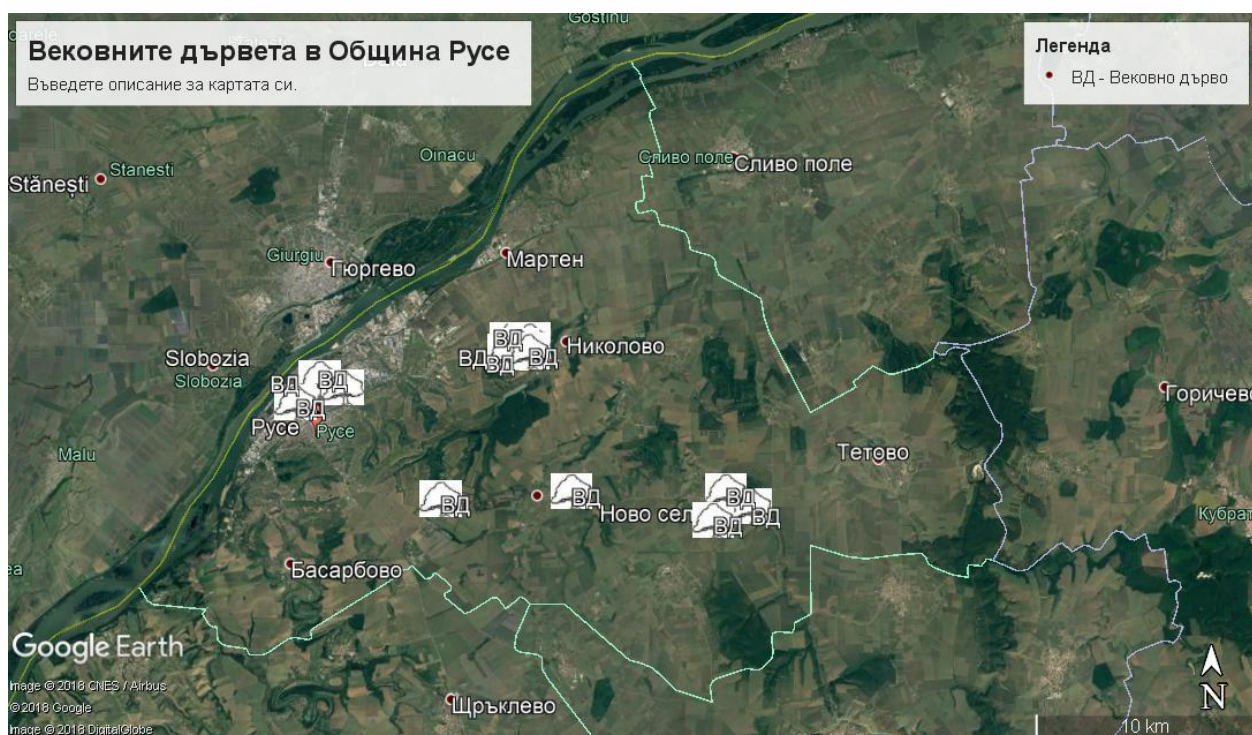 Gostinu
Вековните дървета в Община Русе
Въведете описание за картата си.
Легенда
ВД - Вековно дърво
Oinacu
Сливо поле
Сливо поле
Stanesti
Stănești
Giurgiu
Гюргево
Мартен
Николово
ВД
ВД
ВД
ВД
Slobozia
Slobozia
ВД
ВД
ВД
Русе
Русе
Горичево
Malu
Тетово
ВД
ВД
Ново сел
ВД
ВД
ВД
Кубрат
Басарбово
Google Earth
Image © 2018 CNES / Airbus
© 2018 Google
Image © 2018 DigitalGlobe
Щръклево
N
10 km